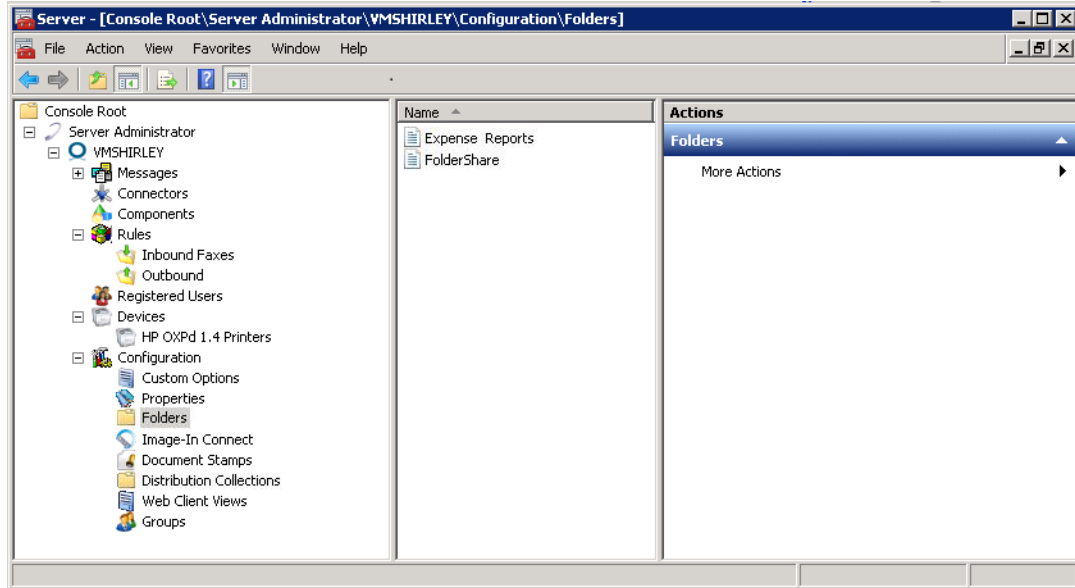 Server - [Console Root\Server Administrator\VMSHIRLEY\Configuration\Folders]
File Action View Favorites Window Help
Console Root
Server Administrator
VMSHIRLEY
Messages
Connectors
Components
Rules
Inbound Faxes
Outbound
Registered Users
Devices
HP OXPd 1.4 Printers
Configuration
Custom Options
Properties
Folders
Image-In Connect
Document Stamps
Distribution Collections
Web Client Views
Groups
Name
Expense Reports
FolderShare
Actions
Folders
More Actions